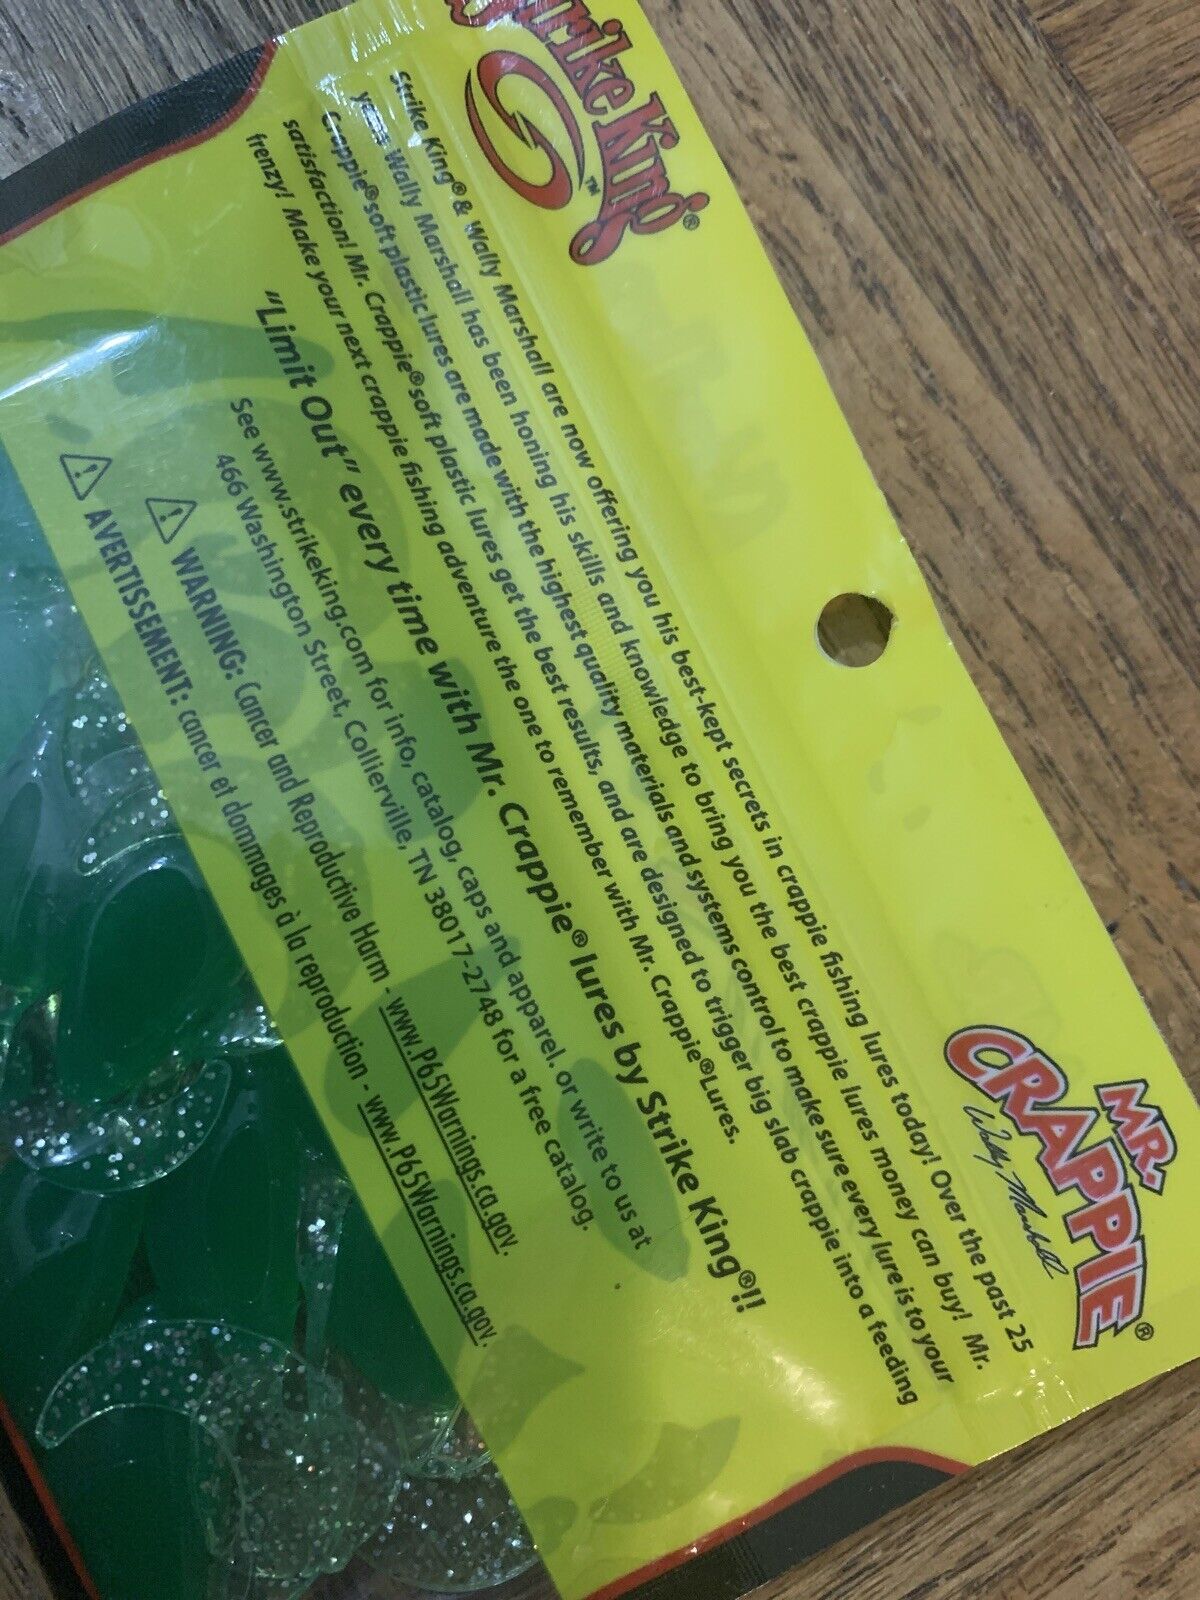 Strike King®
™
MR.
CRAPPIE®
Wally Marshall
Strike King® & Wally Marshall are now offering you his best-kept secrets in crappie fishing lures today! Over the past 25
years Wally Marshall has been honing his skills and knowledge to bring you the best crappie lures money can buy! Mr.
Crappie® soft plastic lures are made with the highest quality materials and systems control to make sure every lure is to your
satisfaction! Mr. Crappie® soft plastic lures get the best results, and are designed to trigger big slab crappie into a feeding
frenzy! Make your next crappie fishing adventure the one to remember with Mr. Crappie® Lures.
"Limit Out" every time with Mr. Crappie® lures by Strike King®!!
See www.strikeking.com for info, catalog, caps and apparel. or write to us at
466 Washington Street, Collierville, TN 38017-2748 for a free catalog.
WARNING: Cancer and Reproductive Harm - www.P65Warnings.ca.gov.
AVERTISSEMENT: cancer et dommages à la reproduction - www.P65Warnings.ca.gov.